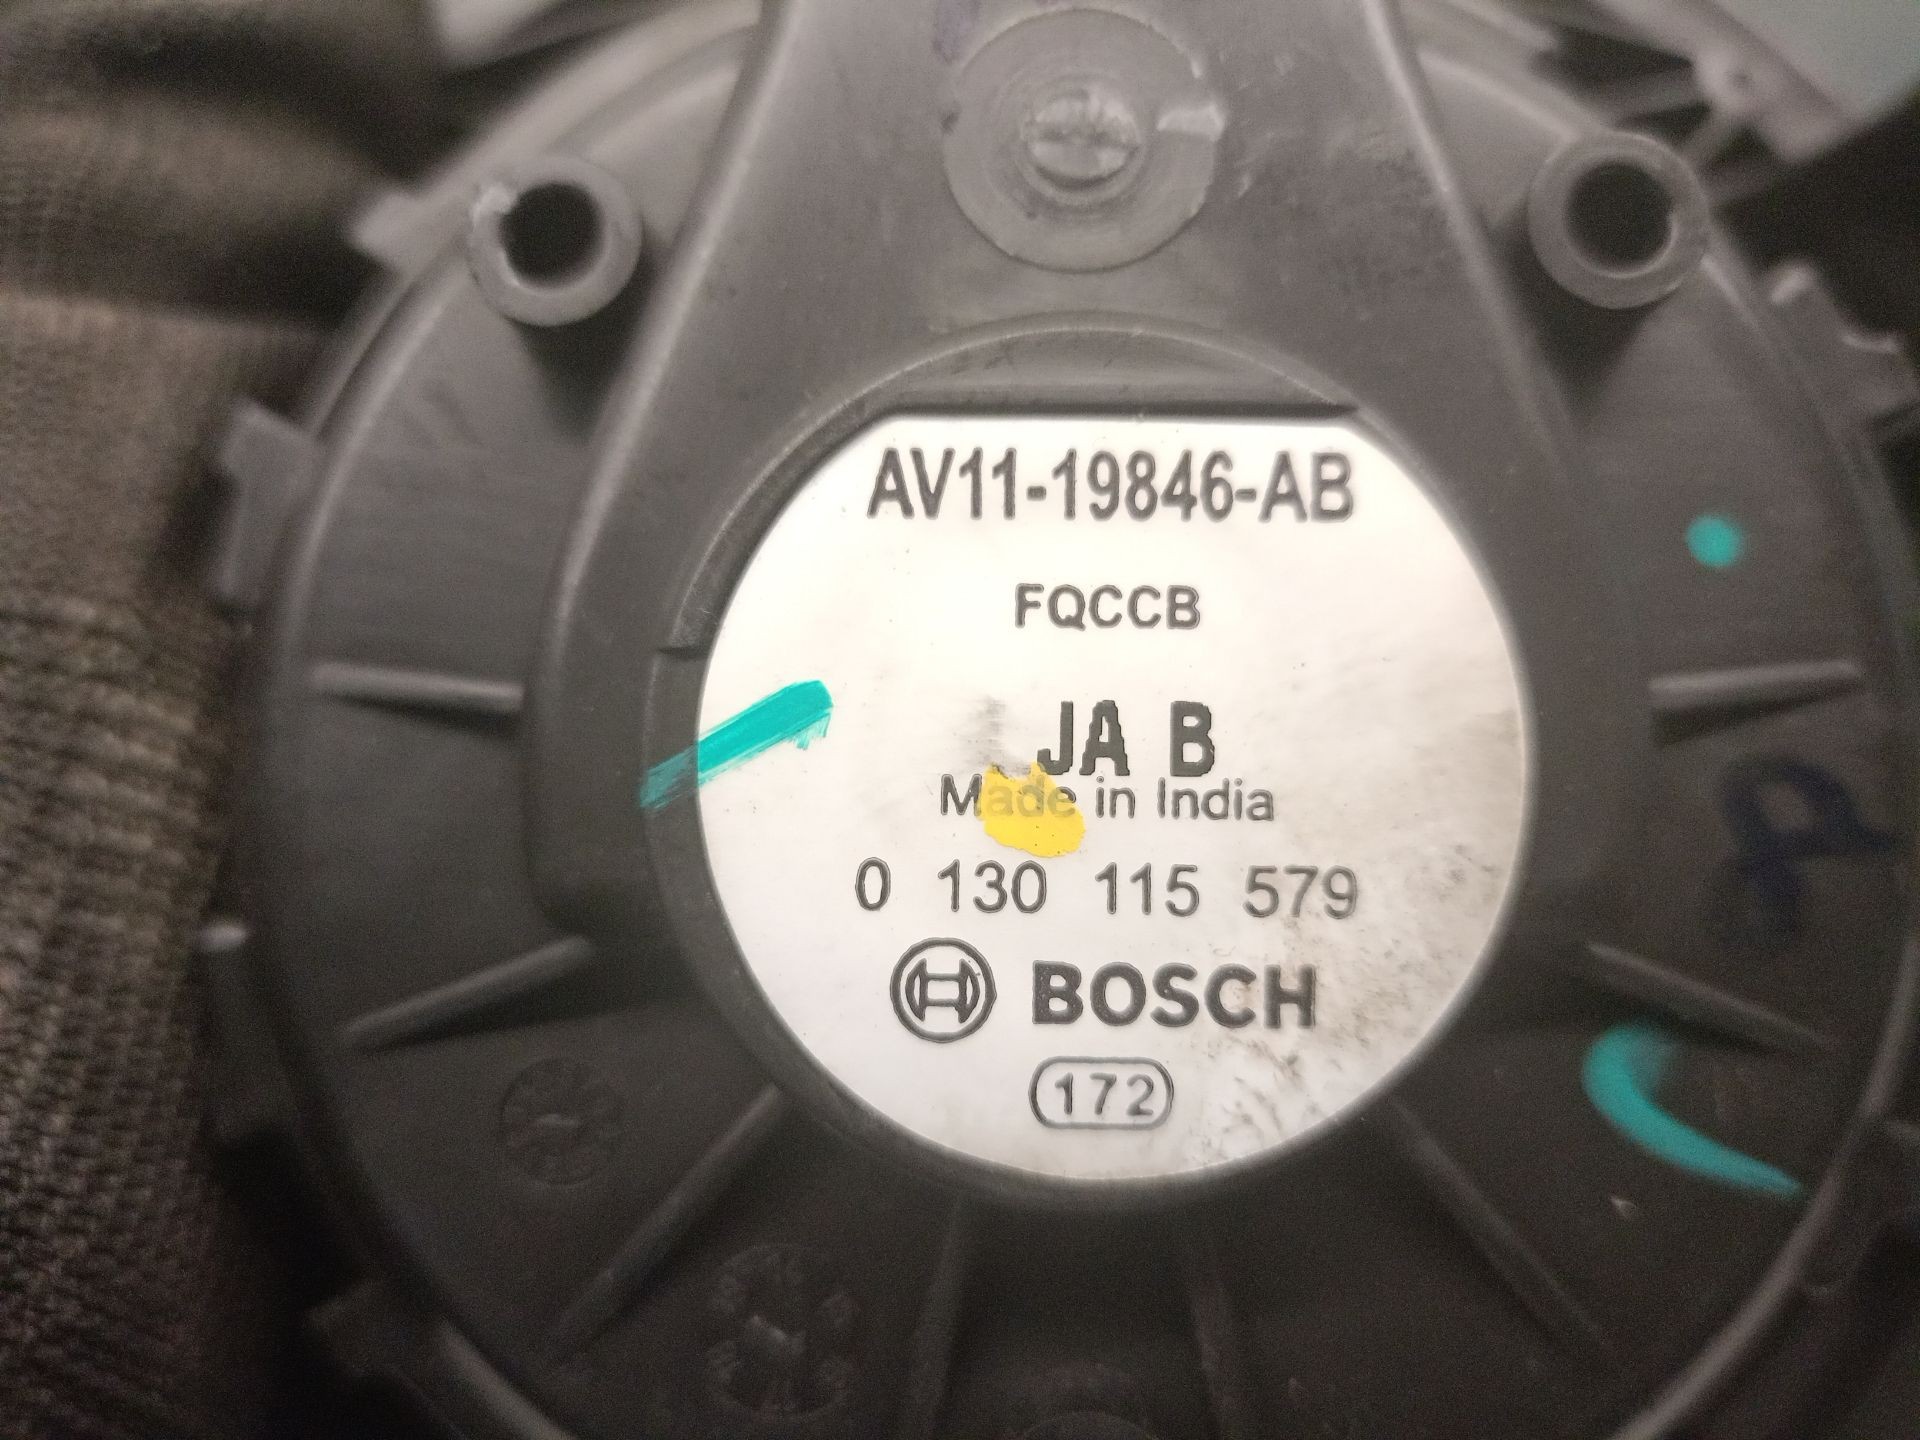 AV11-19846-AB
FQCCB
JA B
Made in India
0 130 115 579
BOSCH
172